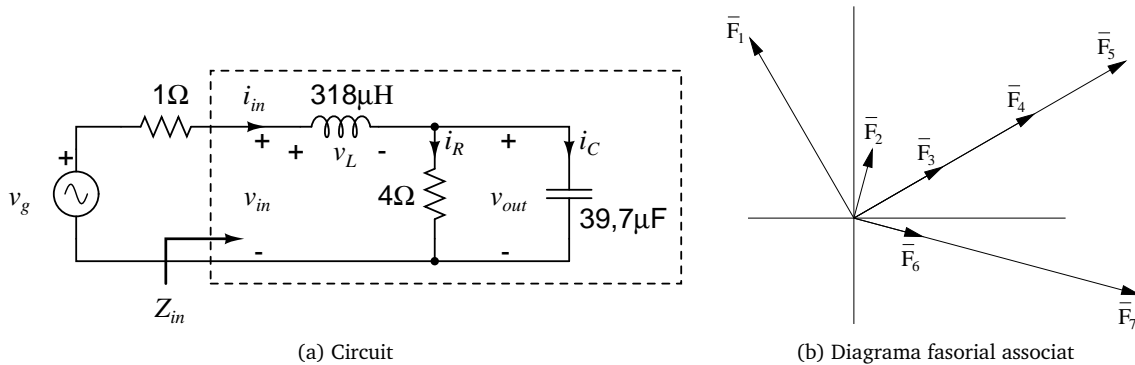 1Ω
i_in
318μH
+
+ v_L -
i_R
+
i_C
+
v_g
v_in
4Ω
v_out
39,7μF
-
-
Z_in
(a) Circuit
F̅₁
F̅₂
F̅₃
F̅₄
F̅₅
F̅₆
F̅₇
(b) Diagrama fasorial associat